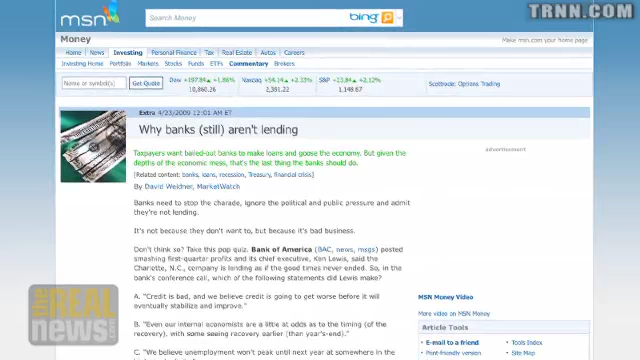 TRNN.COM
msn
Search Money
bing
Money
Make msn.com your home page
Home News Investing Personal Finance Tax Real Estate Autos Careers
Investing Home Portfolio Markets Stocks Funds ETFs Commentary Brokers
Name or symbol(s) Get Quote
Dow +197.84 +1.86% Nasdaq +54.14 +2.33% S&P +23.84 +2.12%
10,860.26 2,351.22 1,148.67
Scottrade: Options Trading
Extra 4/23/2009 12:01 AM ET
Why banks (still) aren't lending
advertisement
Taxpayers want bailed-out banks to make loans and goose the economy. But given the
depths of the economic mess, that's the last thing the banks should do.
[Related content: banks, loans, recession, Treasury, financial crisis]
By David Weidner, MarketWatch
Banks need to stop the charade, ignore the political and public pressure and admit
they're not lending.
It's not because they don't want to, but because it's bad business.
Don't think so? Take this pop quiz. Bank of America (BAC, news, msgs) posted
smashing first-quarter profits and its chief executive, Ken Lewis, said the
Charlotte, N.C., company is lending as if the good times never ended. So, in the
bank's conference call, which of the following statements did Lewis make?
A. "Credit is bad, and we believe credit is going to get worse before it will
eventually stabilize and improve."
B. "Even our internal economists are a little at odds as to the timing (of the
recovery), with some seeing recovery earlier (than year's-end)."
C. "We believe unemployment won't peak until next year at somewhere in the
MSN Money Video
More video on MSN Money
Article Tools
E-mail to a friend Tools Index
Print-friendly version Site Map
the REAL
news.com